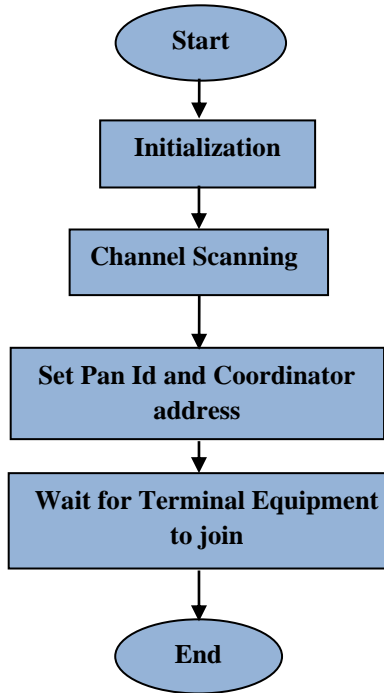 Start
Initialization
Channel Scanning
Set Pan Id and Coordinator
address
Wait for Terminal Equipment
to join
End